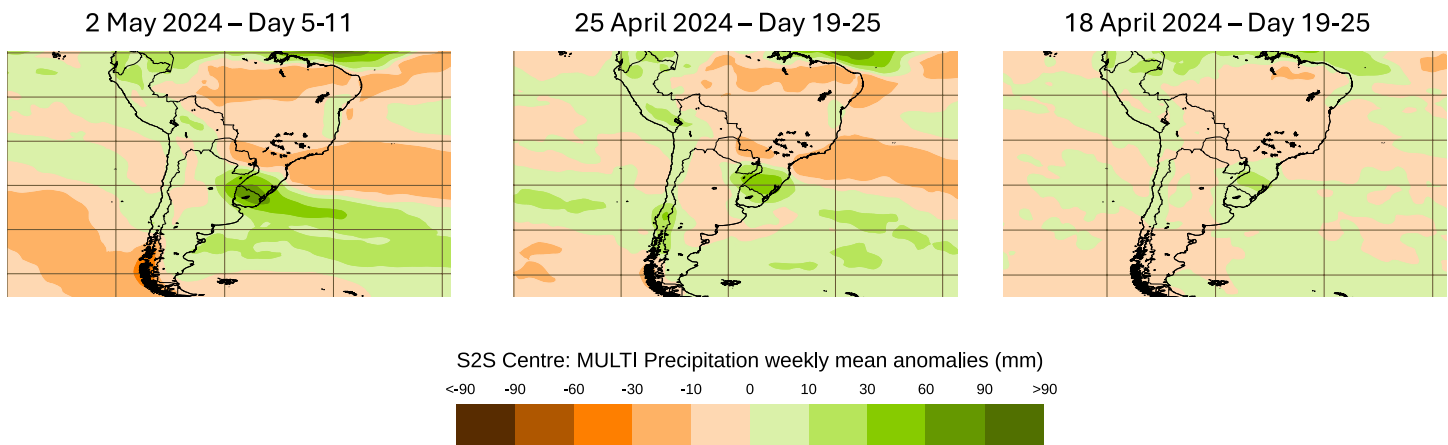 2 May 2024 – Day 5-11
25 April 2024 – Day 19-25
18 April 2024 – Day 19-25
S2S Centre: MULTI Precipitation weekly mean anomalies (mm)
<-90 -90 -60 -30 -10 0 10 30 60 90 >90